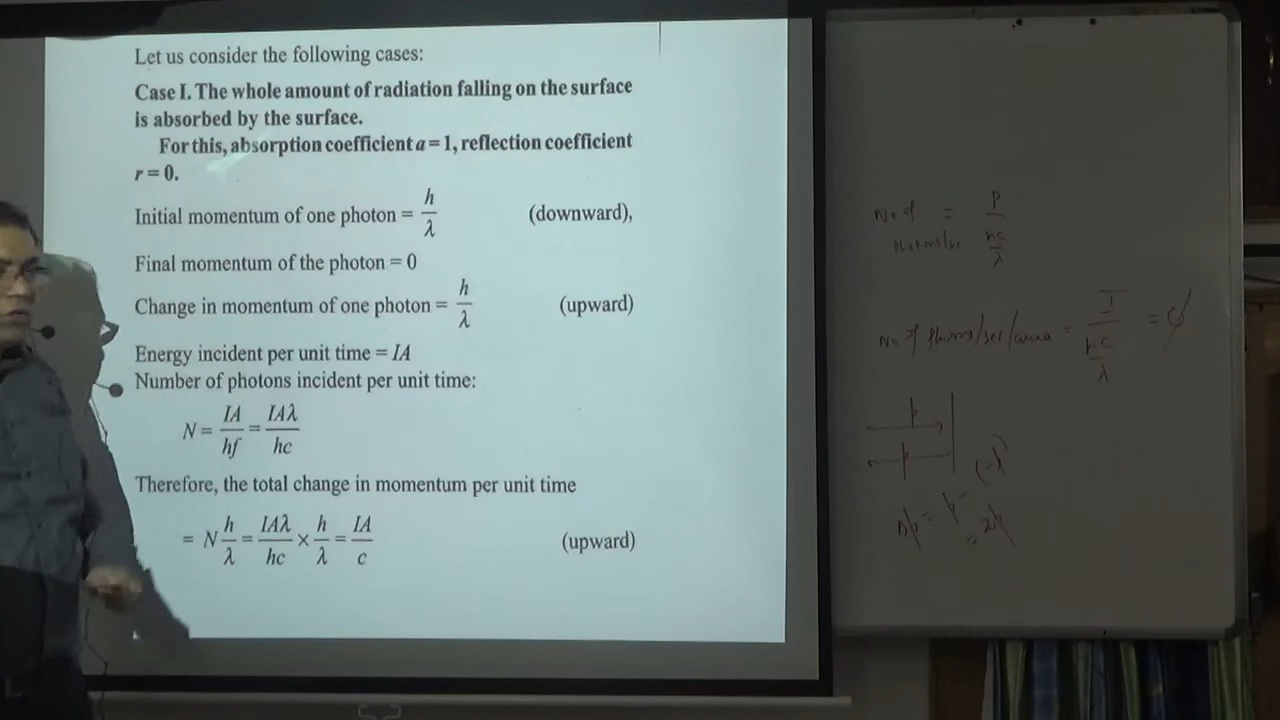 Let us consider the following cases:
Case I. The whole amount of radiation falling on the surface
is absorbed by the surface.
For this, absorption coefficient a = 1, reflection coefficient
r = 0.
Initial momentum of one photon = h/λ (downward),
Final momentum of the photon = 0
Change in momentum of one photon = h/λ (upward)
Energy incident per unit time = IA
Number of photons incident per unit time:
N = IA/hf = IAλ/hc
Therefore, the total change in momentum per unit time
= N h/λ = IAλ/hc × h/λ = IA/c (upward)
No of = P
photons/sec hc/λ
No of photons/sec/area = I / hc/λ = ϕ
p
p
Δp = p - (-p)
= 2p